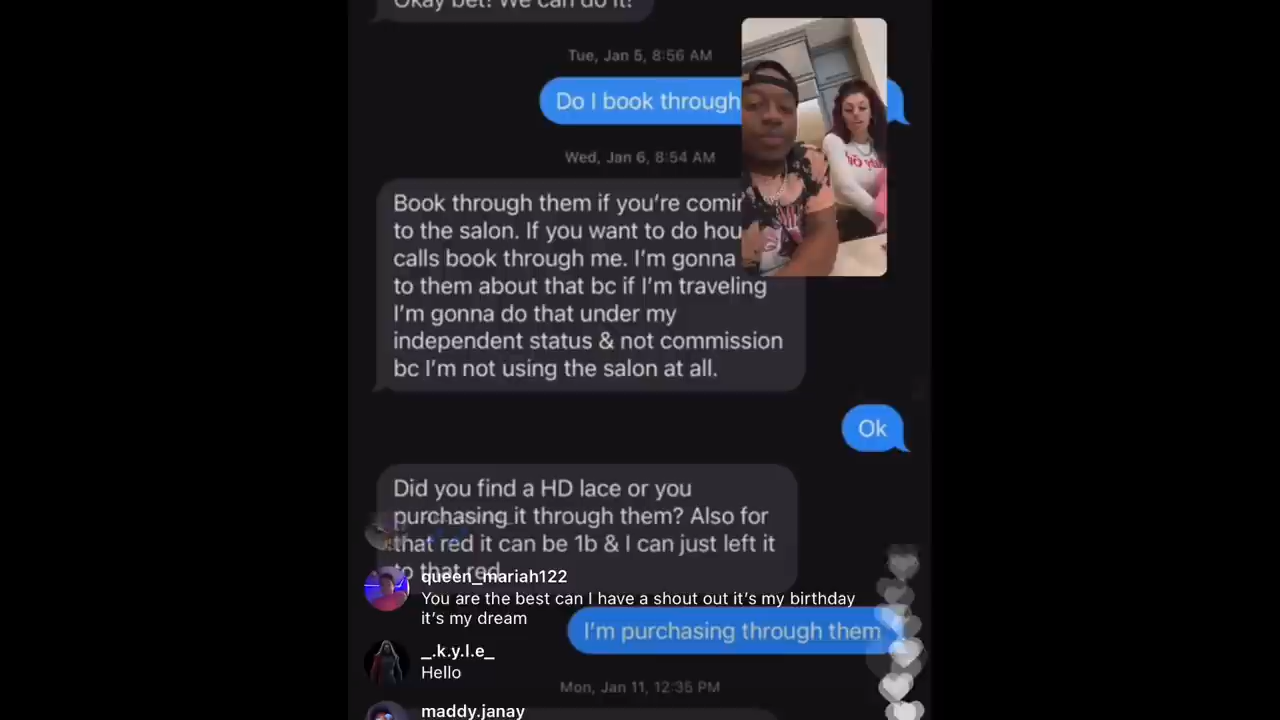 Okay bet! We can do it!
Tue, Jan 5, 8:56 AM
Do I book through
Wed, Jan 6, 8:54 AM
Book through them if you're
to the salon. If you want to do
calls book through me. I'm gonna
to them about that bc if I'm traveling
I'm gonna do that under my
independent status & not commission
bc I'm not using the salon at all.
Ok
Did you find a HD lace or you
purchasing it through them? Also for
that red it can be 1b & I can just left it
to that red
queen_mariah122
You are the best can I have a shout out it's my birthday
it's my dream
I'm purchasing through them
_.k.y.l.e_
Hello
Mon, Jan 11, 12:35 PM
maddy.janay